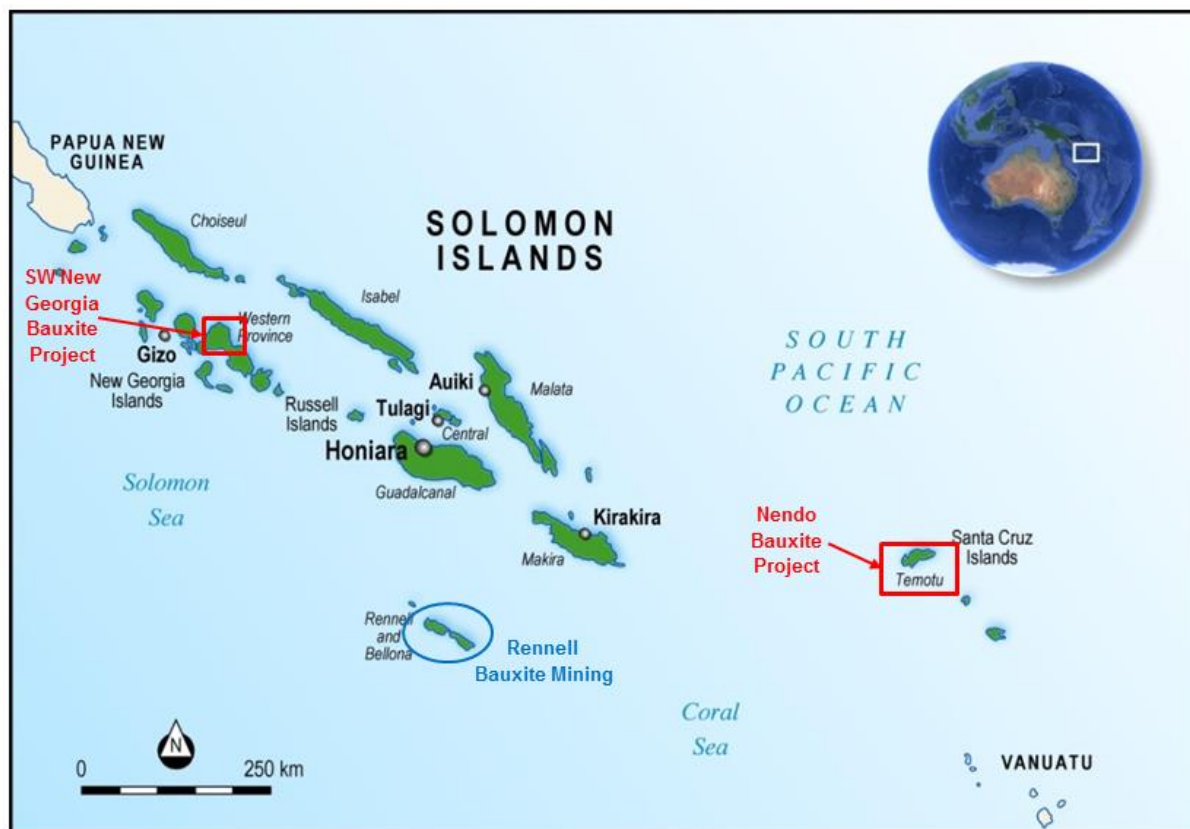 PAPUA NEW
GUINEA
Choiseul
SOLOMON
ISLANDS
SW New
Georgia
Bauxite
Project
Western
Province
Isabel
Gizo
New Georgia
Islands
Russell
Islands
Auiki
Malata
Tulagi
Central
Honiara
Guadalcanal
SOUTH
PACIFIC
OCEAN
Solomon
Sea
Kirakira
Makira
Nendo
Bauxite
Project
Santa Cruz
Islands
Temotu
Rennell
and
Bellona
Rennell
Bauxite Mining
Coral
Sea
N
0 250 km
VANUATU